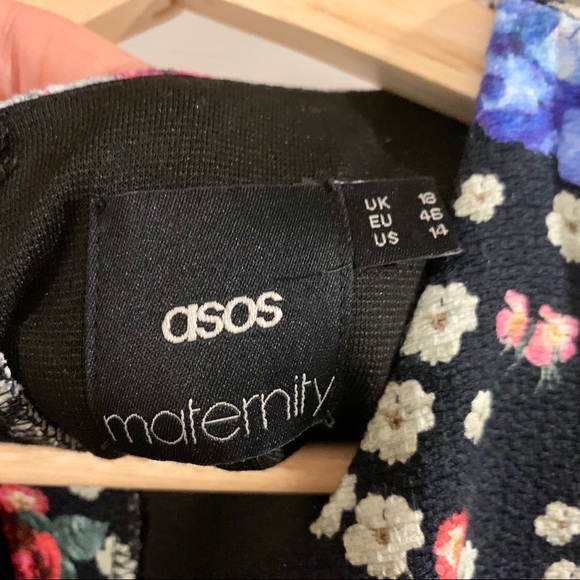 asos
maternity
UK 18
EU 46
US 14